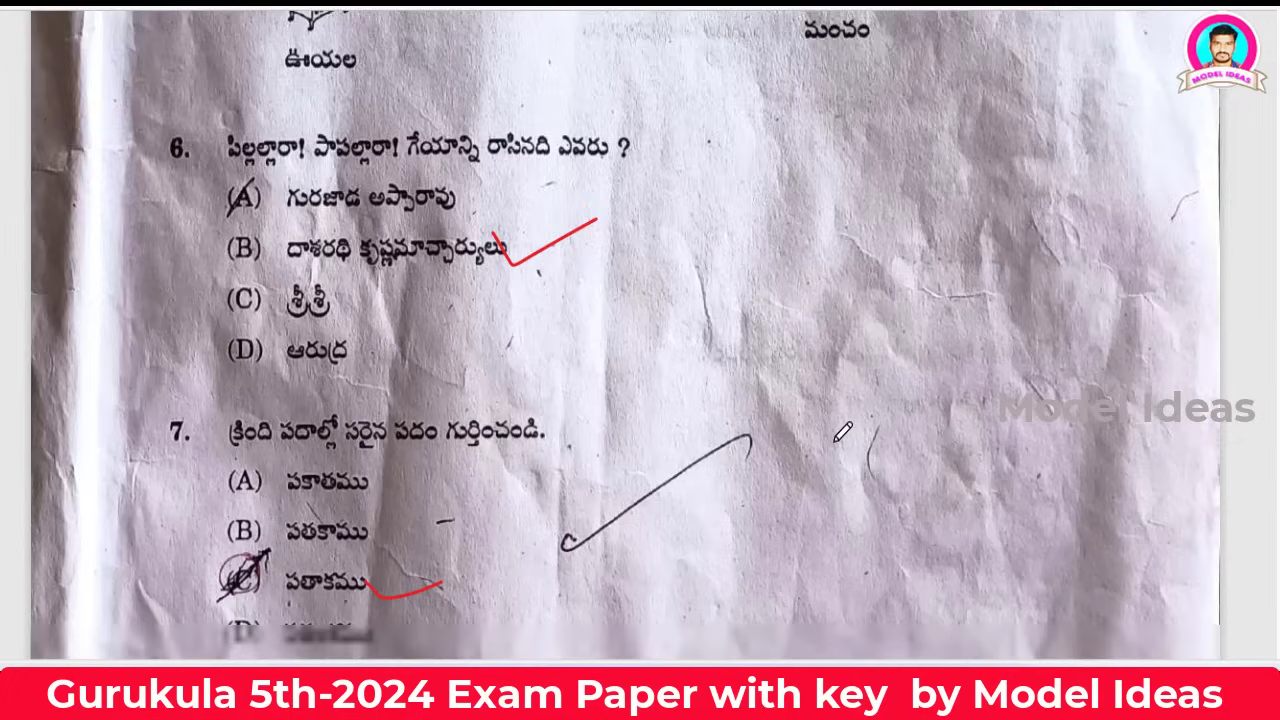 మంచం
ఊయల
MODEL IDEAS
6. పిల్లల్లారా! పాపల్లారా! గేయాన్ని రాసినది ఎవరు ?
(A) గురజాడ అప్పారావు
(B) దాశరథి కృష్ణమాచ్చార్యులు
(C) శ్రీశ్రీ
(D) ఆరుద్ర
Model Ideas
7. క్రింది పదాల్లో సరైన పదం గుర్తించండి.
(A) పకాతము
(B) పతకాము
(C) పతాకము
Gurukula 5th-2024 Exam Paper with key by Model Ideas